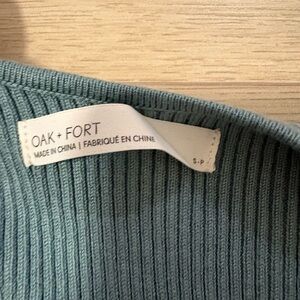 OAK + FORT
MADE IN CHINA | FABRIQUÉ EN CHINE
S-P